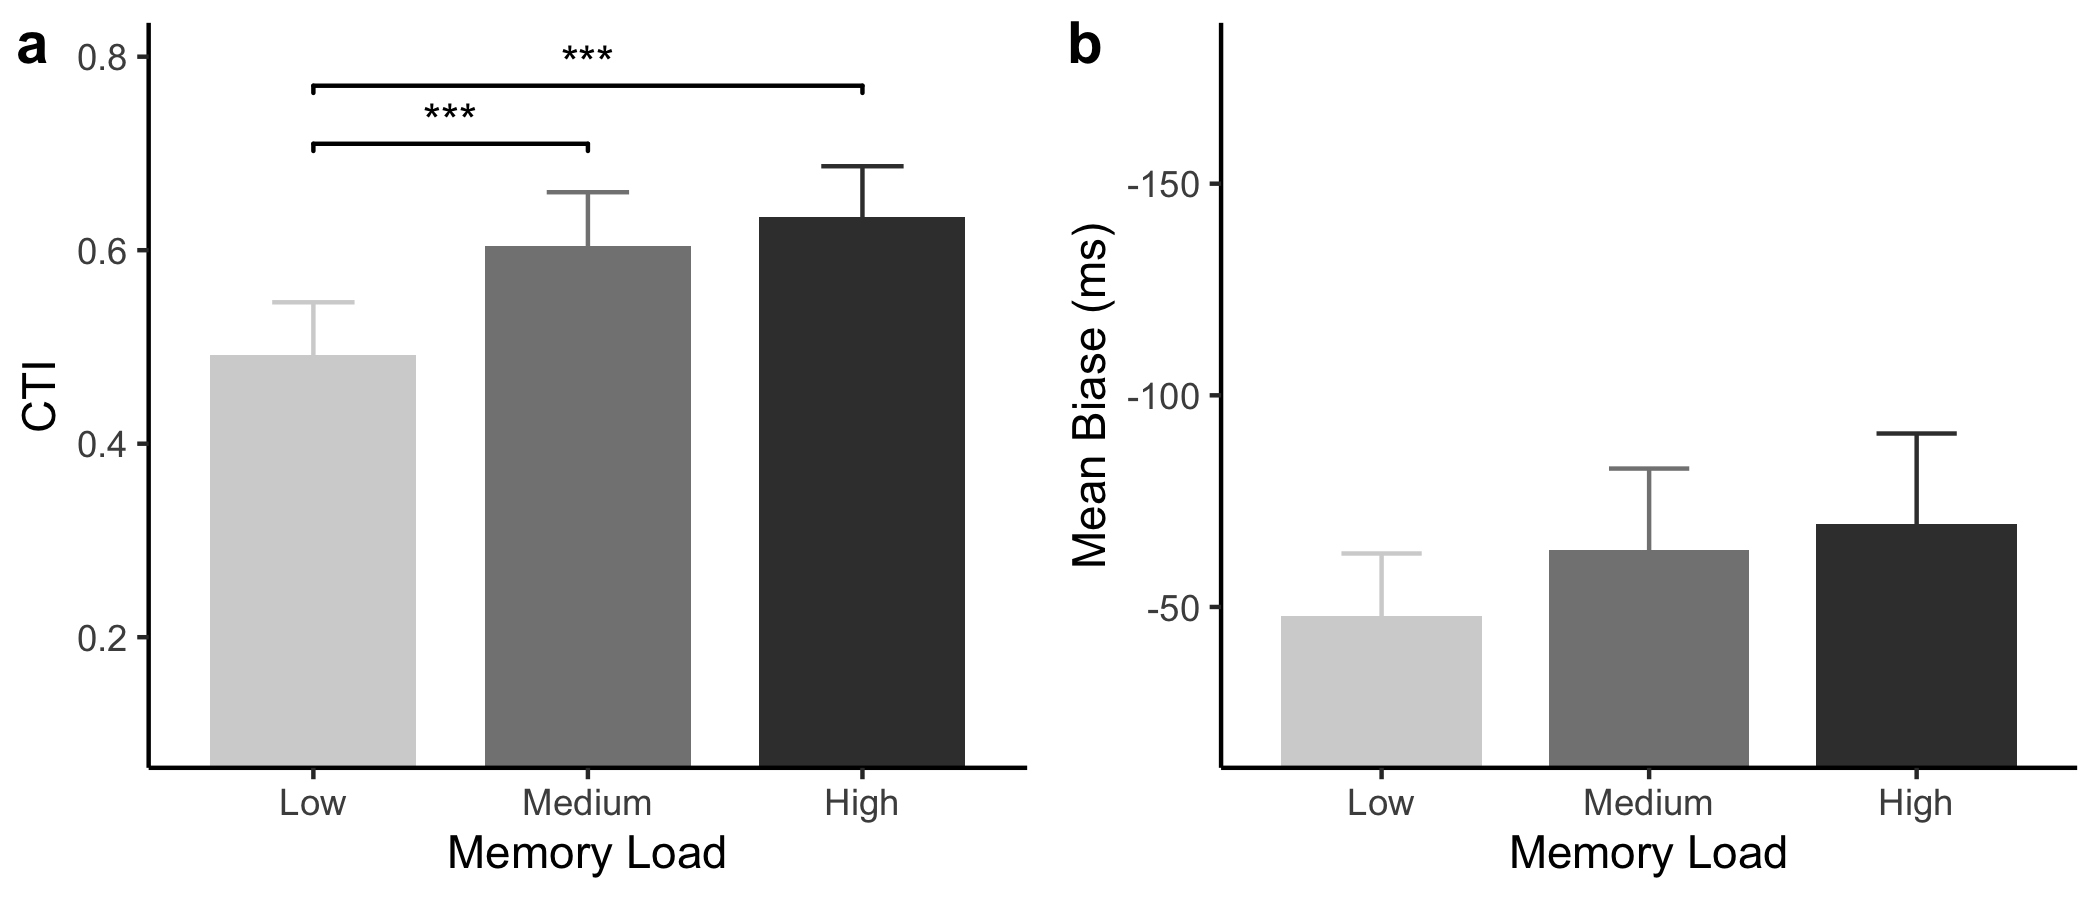 a
0.8
0.6
0.4
0.2
CTI
***
***
Low Medium High
Memory Load
b
-150
-100
-50
Mean Biase (ms)
Low Medium High
Memory Load